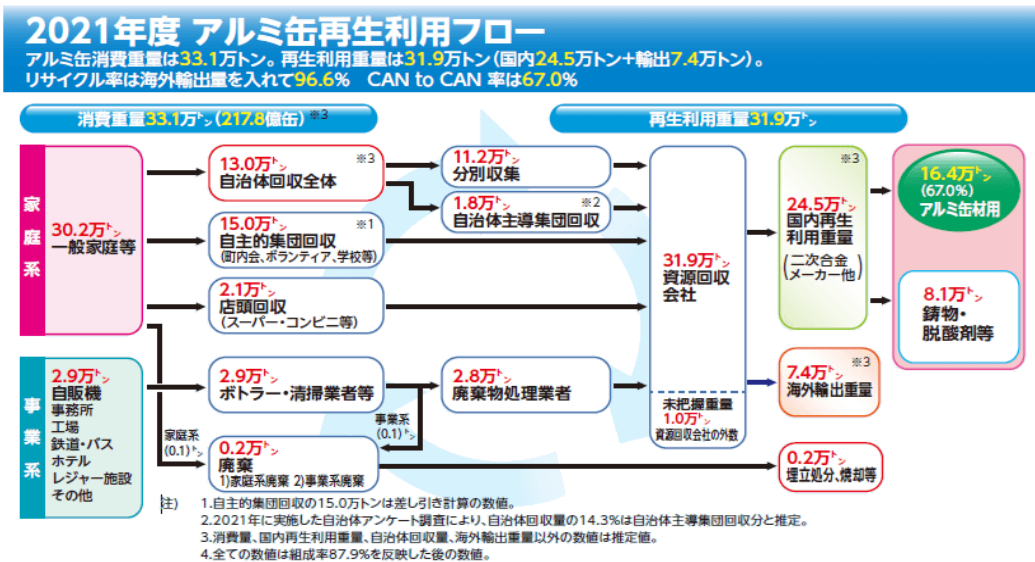 2021年度 アルミ缶再生利用フロー
アルミ缶消費重量は33.1万トン。再生利用重量は31.9万トン(国内24.5万トン+輸出7.4万トン)。
リサイクル率は海外輸出量を入れて96.6% CAN to CAN 率は67.0%
消費重量33.1万㌧(217.8億缶) ※3
再生利用重量31.9万㌧
家庭系
30.2万㌧
一般家庭等
13.0万㌧ ※3
自治体回収全体
11.2万㌧
分別収集
1.8万㌧ ※2
自治体主導集団回収
15.0万㌧ ※1
自主的集団回収
(町内会、ボランティア、学校等)
2.1万㌧
店頭回収
(スーパー・コンビニ等)
31.9万㌧
資源回収
会社
未把握重量
1.0万㌧
資源回収会社の外数
※3
24.5万㌧
国内再生
利用重量
(二次合金
メーカー他)
16.4万㌧
(67.0%)
アルミ缶材用
8.1万㌧
鋳物・
脱酸剤等
事業系
2.9万㌧
自販機
事務所
工場
鉄道・バス
ホテル
レジャー施設
その他
2.9万㌧
ボトラー・清掃業者等
2.8万㌧
廃棄物処理業者
7.4万㌧ ※3
海外輸出重量
家庭系
(0.1)㌧
事業系
(0.1)㌧
0.2万㌧
廃棄
1)家庭系廃棄 2)事業系廃棄
0.2万㌧
埋立処分、焼却等
注) 1.自主的集団回収の15.0万トンは差し引き計算の数値。
2.2021年に実施した自治体アンケート調査により、自治体回収量の14.3%は自治体主導集団回収分と推定。
3.消費量、国内再生利用重量、自治体回収量、海外輸出重量以外の数値は推定値。
4.全ての数値は組成率87.9%を反映した後の数値。